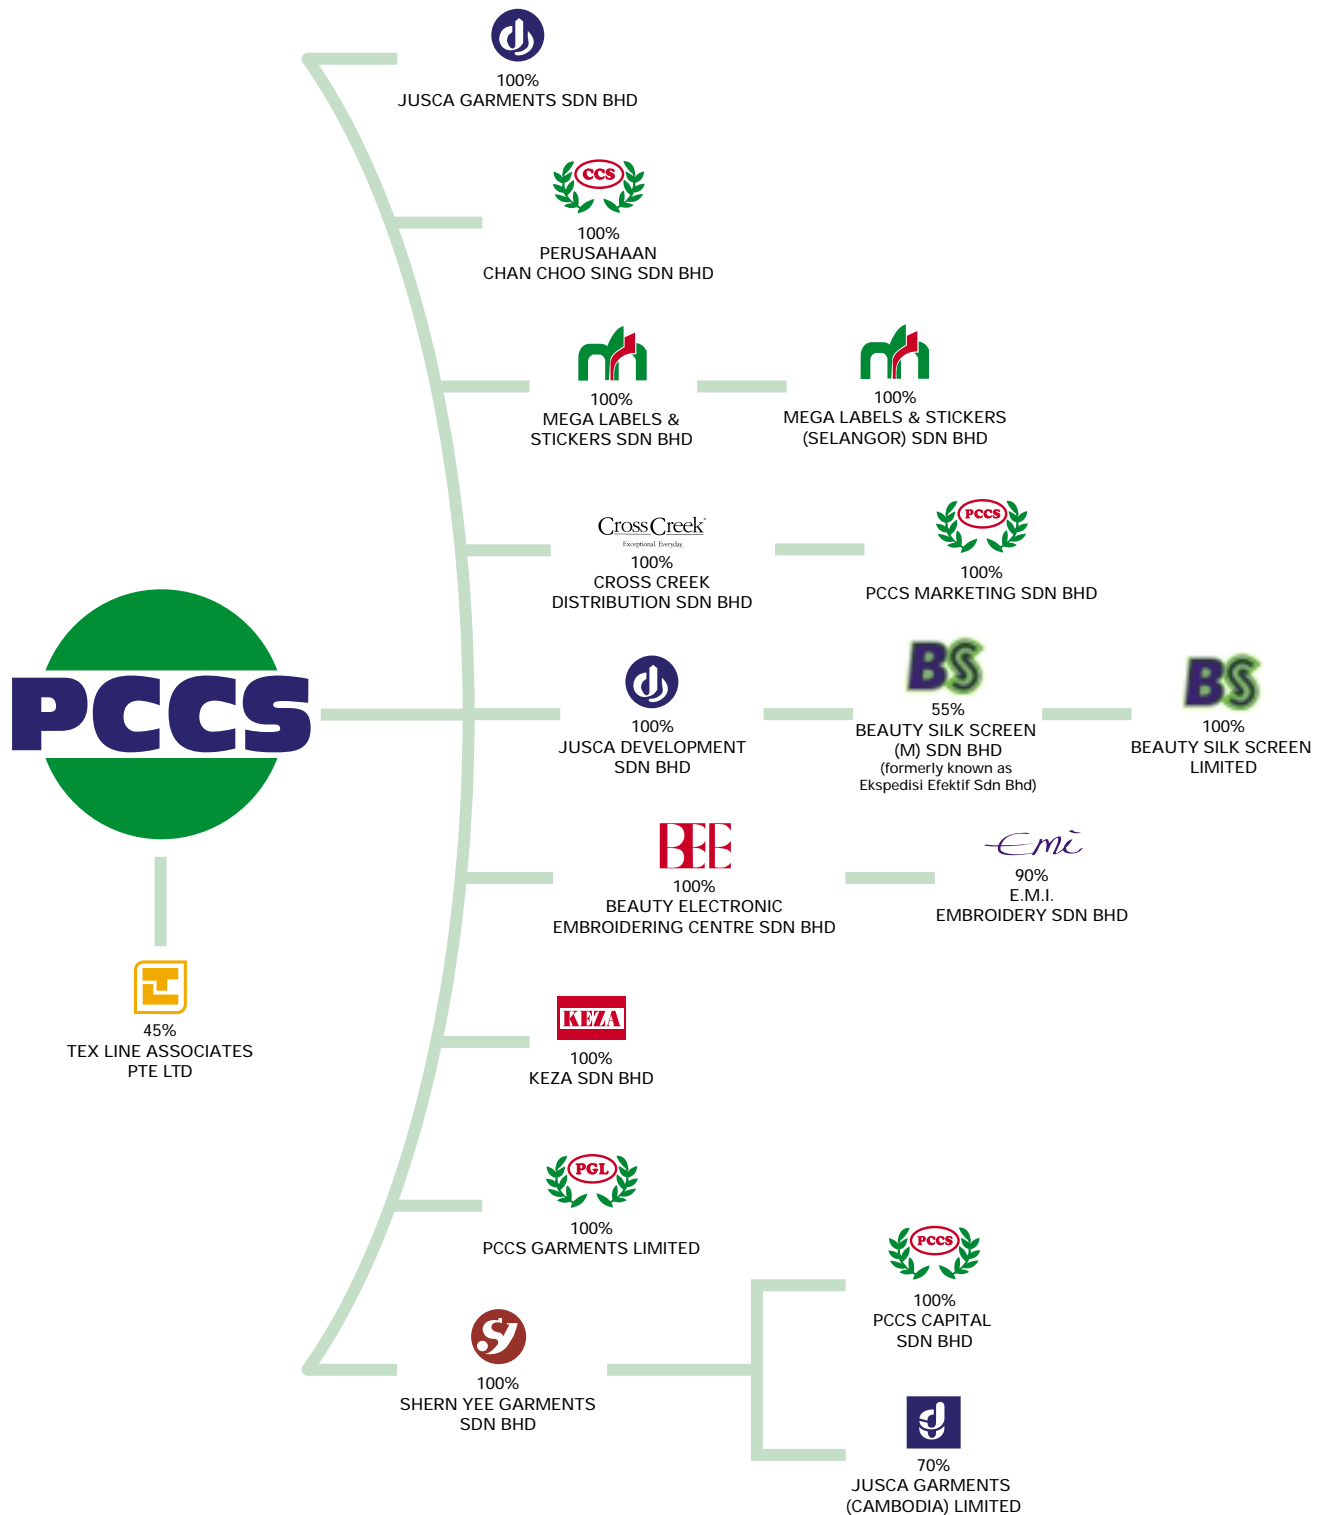 100%
JUSCA GARMENTS SDN BHD
CCS
100%
PERUSAHAAN
CHAN CHOO SING SDN BHD
100%
MEGA LABELS &
STICKERS SDN BHD
100%
MEGA LABELS & STICKERS
(SELANGOR) SDN BHD
Cross Creek
Exceptional. Everyday.
100%
CROSS CREEK
DISTRIBUTION SDN BHD
PCCS
100%
PCCS MARKETING SDN BHD
PCCS
100%
JUSCA DEVELOPMENT
SDN BHD
BS
55%
BEAUTY SILK SCREEN
(M) SDN BHD
(formerly known as
Ekspedisi Efektif Sdn Bhd)
BS
100%
BEAUTY SILK SCREEN
LIMITED
BEE
100%
BEAUTY ELECTRONIC
EMBROIDERING CENTRE SDN BHD
Emi
90%
E.M.I.
EMBROIDERY SDN BHD
45%
TEX LINE ASSOCIATES
PTE LTD
KEZA
100%
KEZA SDN BHD
PGL
100%
PCCS GARMENTS LIMITED
SY
100%
SHERN YEE GARMENTS
SDN BHD
PCCS
100%
PCCS CAPITAL
SDN BHD
70%
JUSCA GARMENTS
(CAMBODIA) LIMITED